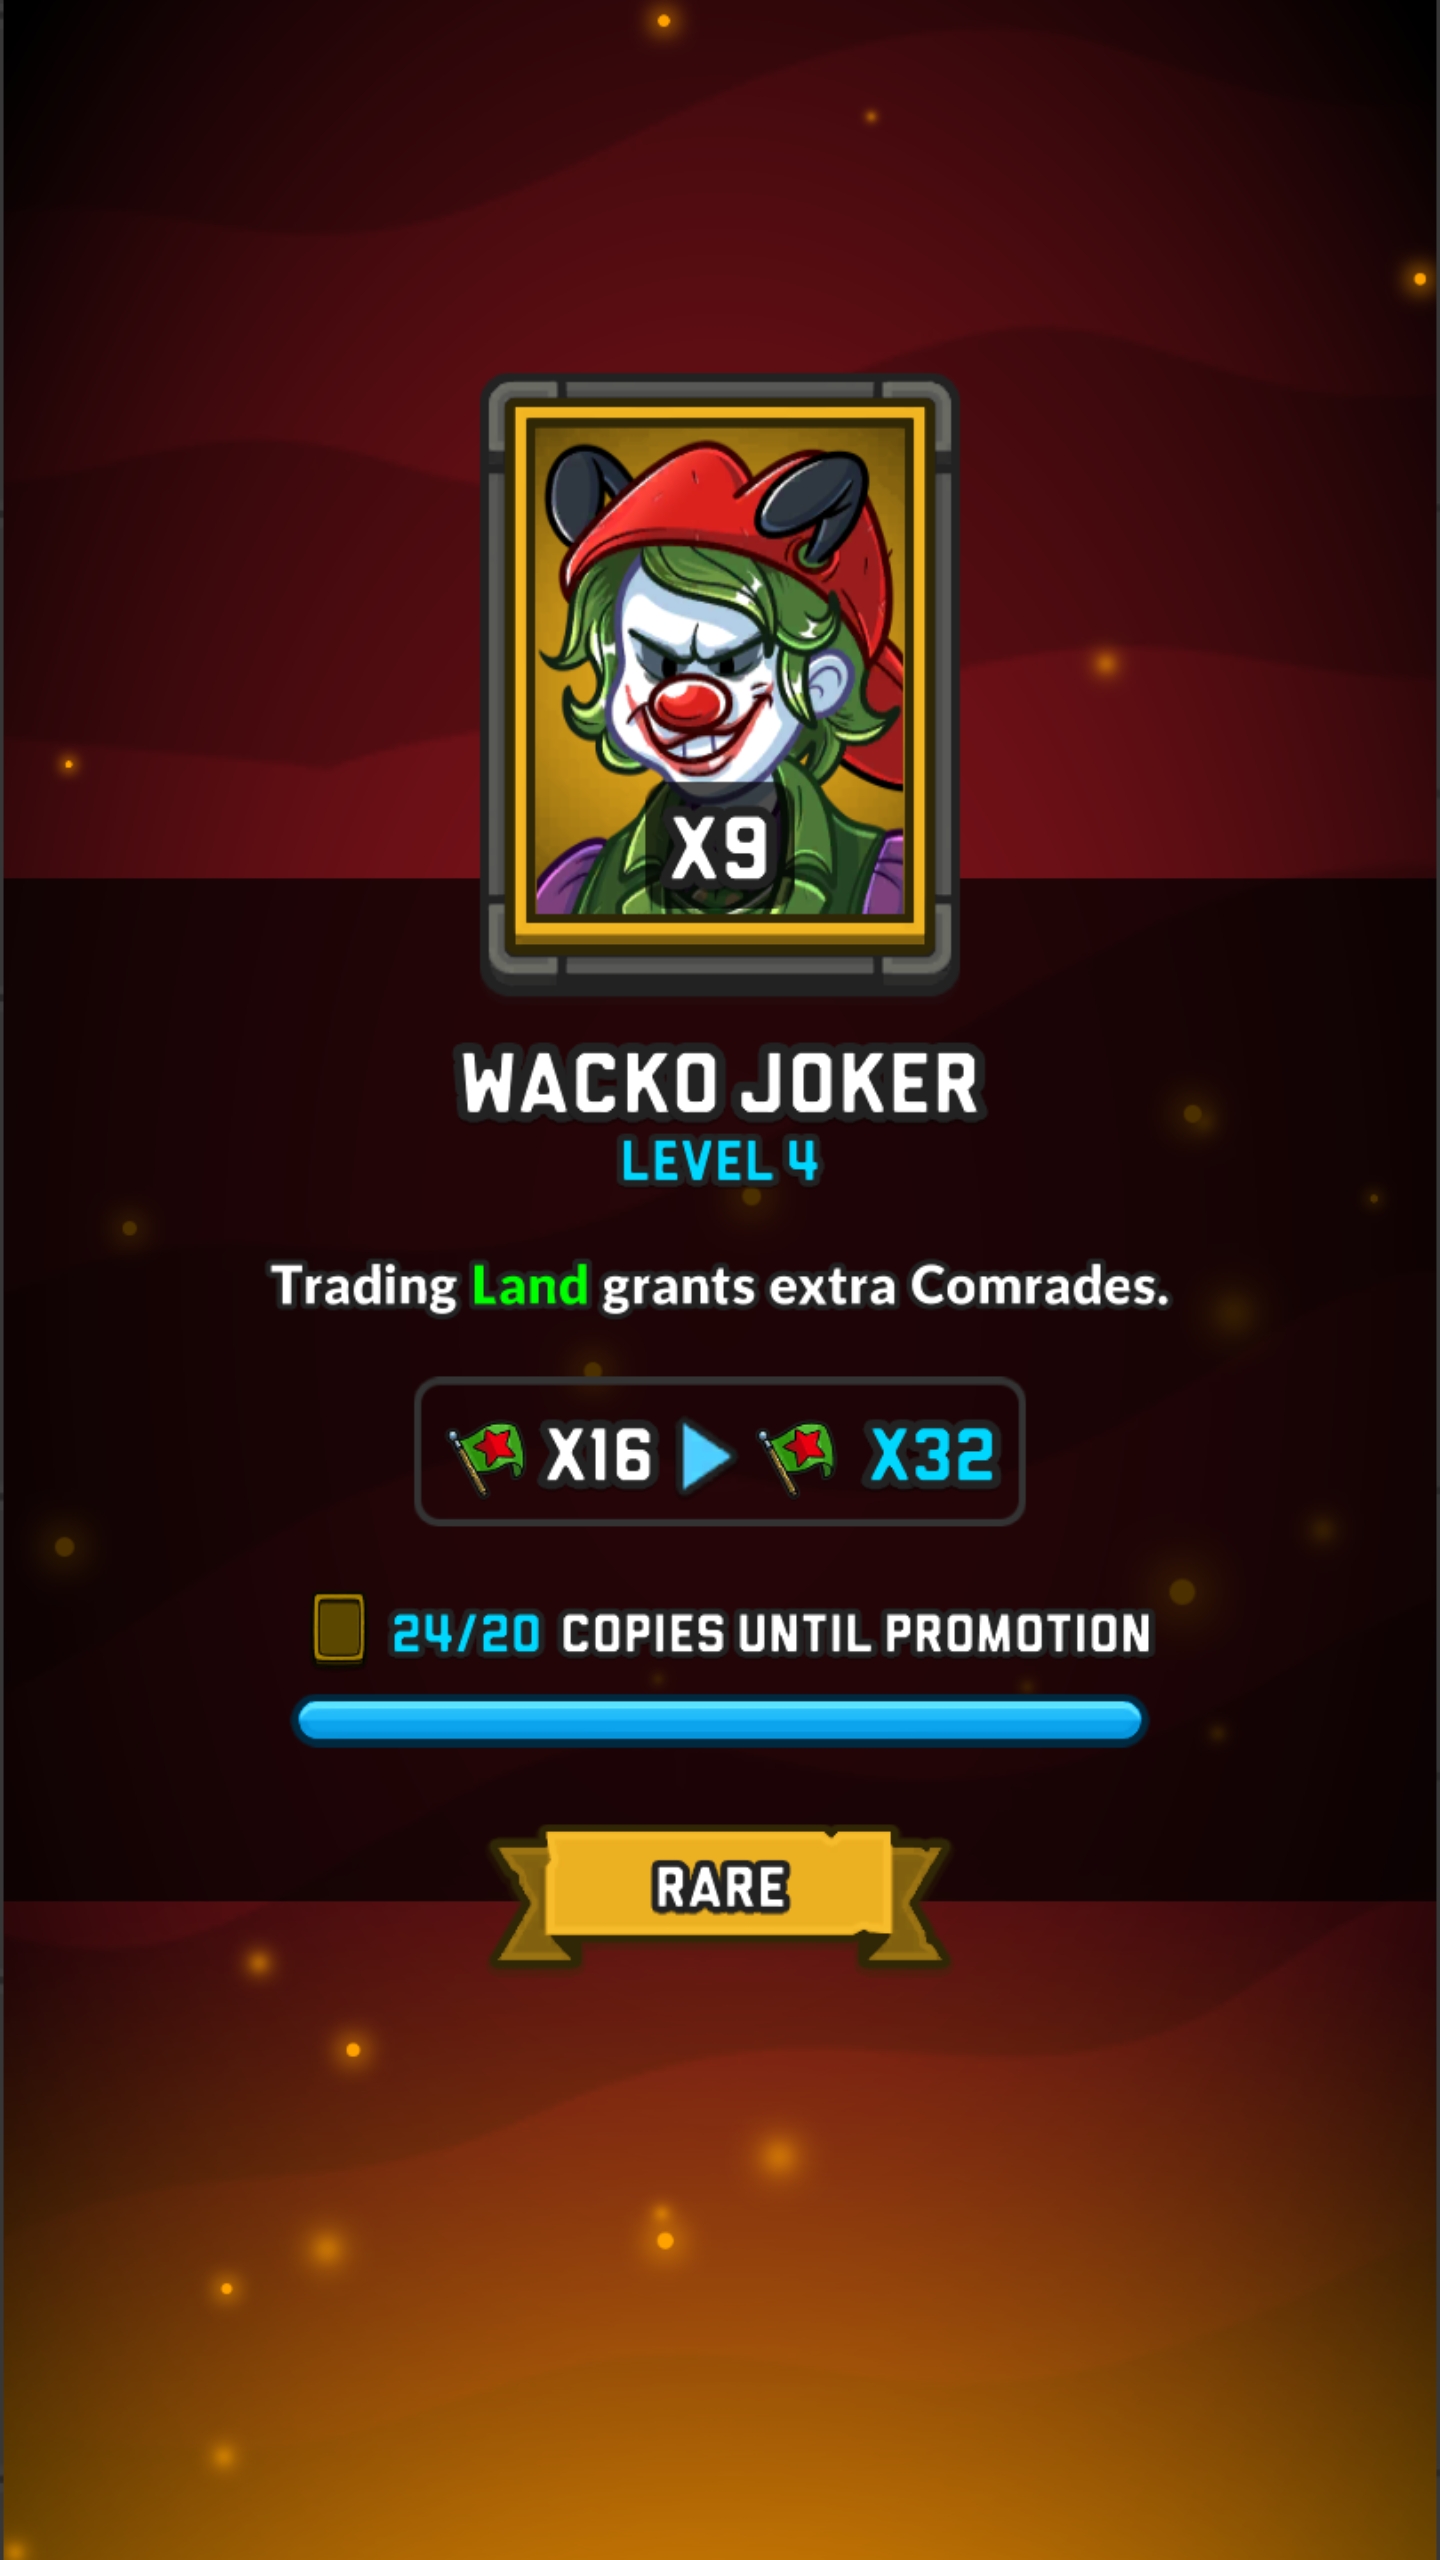 X9
WACKO JOKER
LEVEL 4
Trading Land grants extra Comrades.
X16 X32
24/20 COPIES UNTIL PROMOTION
RARE